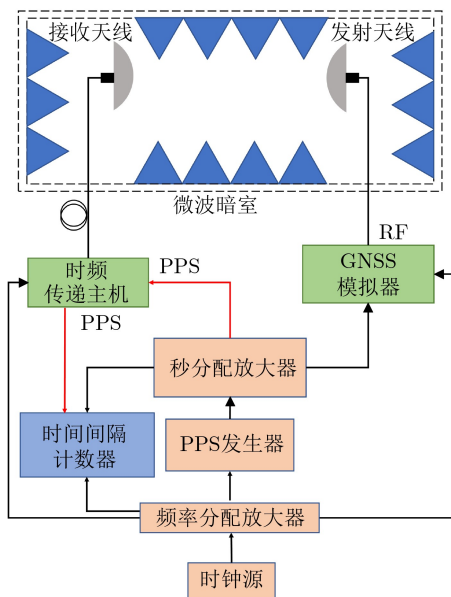 接收天线
发射天线
微波暗室
RF
时频
传递主机
PPS
GNSS
模拟器
PPS
秒分配放大器
时间间隔
计数器
PPS发生器
频率分配放大器
时钟源